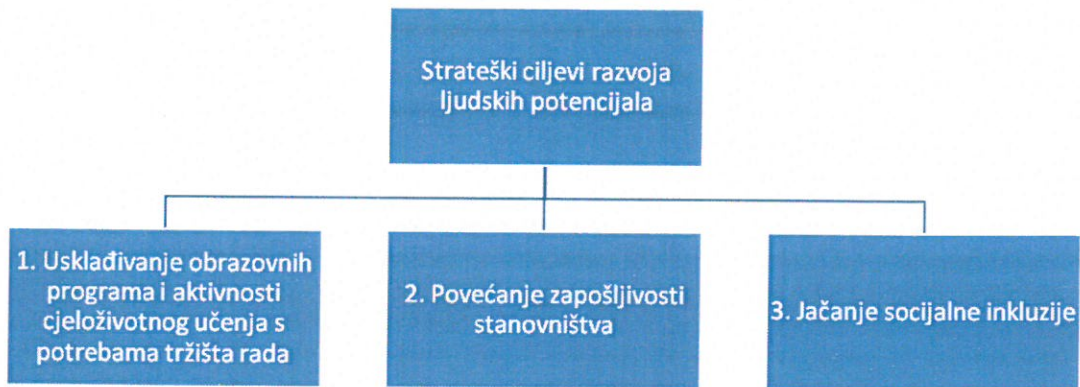 Strateški ciljevi razvoja
ljudskih potencijala
1. Usklađivanje obrazovnih
programa i aktivnosti
cjeloživotnog učenja s
potrebama tržišta rada
2. Povećanje zapošljivosti
stanovništva
3. Jačanje socijalne inkluzije